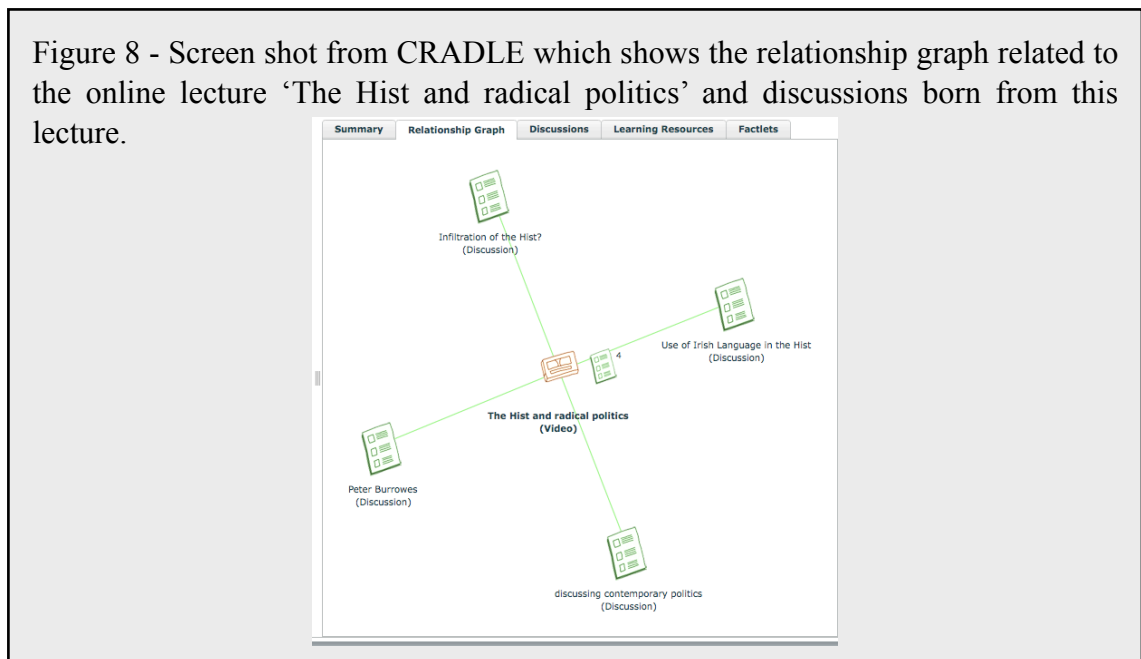 Figure 8 - Screen shot from CRADLE which shows the relationship graph related to
the online lecture ‘The Hist and radical politics’ and discussions born from this
lecture.
Summary Relationship Graph Discussions Learning Resources Factlets
Infiltration of the Hist?
(Discussion)
Use of Irish Language in the Hist
(Discussion)
4
The Hist and radical politics
(Video)
Peter Burrowes
(Discussion)
discussing contemporary politics
(Discussion)